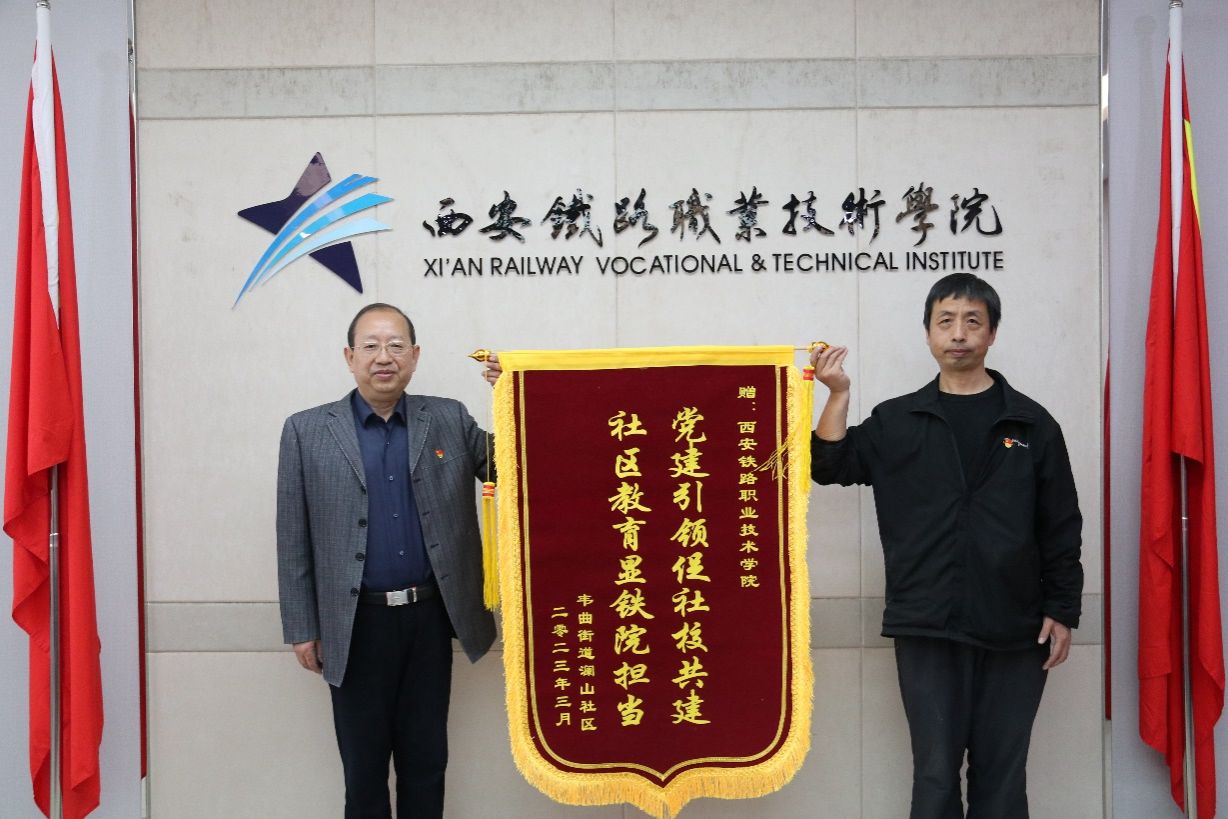 西安鐵路職業技術學院
XI'AN RAILWAY VOCATIONAL & TECHNICAL INSTITUTE
赠：西安铁路职业技术学院
党建引领促社校共建
社区教育显铁院担当
韦曲街道澜山社区
二零二三年三月